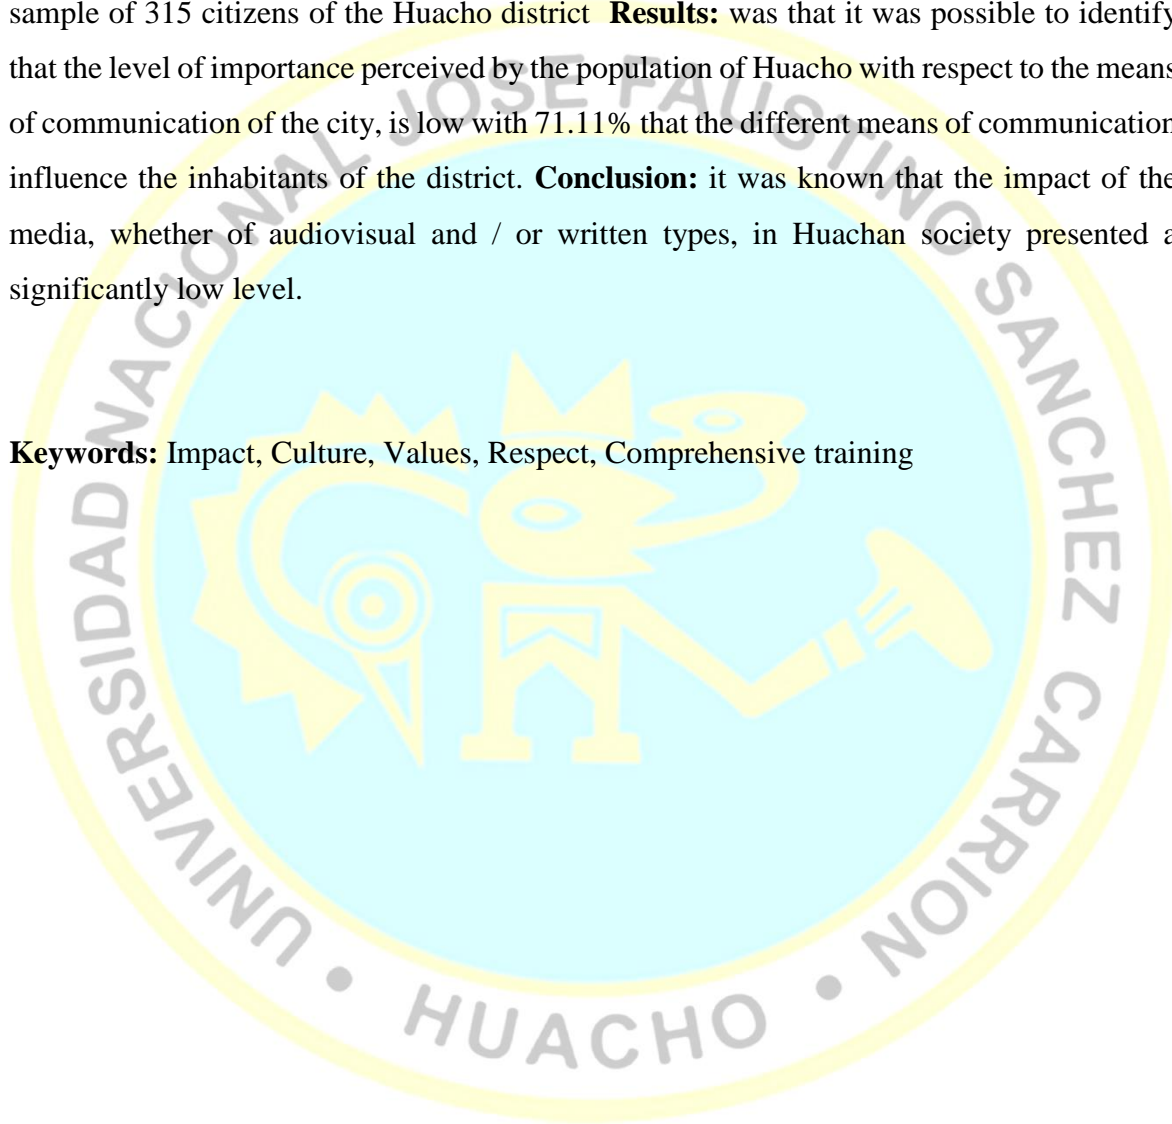 sample of 315 citizens of the Huacho district  Results: was that it was possible to identify
that the level of importance perceived by the population of Huacho with respect to the means
of communication of the city, is low with 71.11% that the different means of communication
influence the inhabitants of the district. Conclusion: it was known that the impact of the
media, whether of audiovisual and / or written types, in Huachan society presented a
significantly low level.
Keywords: Impact, Culture, Values, Respect, Comprehensive training
UNIVERSIDAD NACIONAL JOSE FAUSTINO SANCHEZ CARRION
• HUACHO •